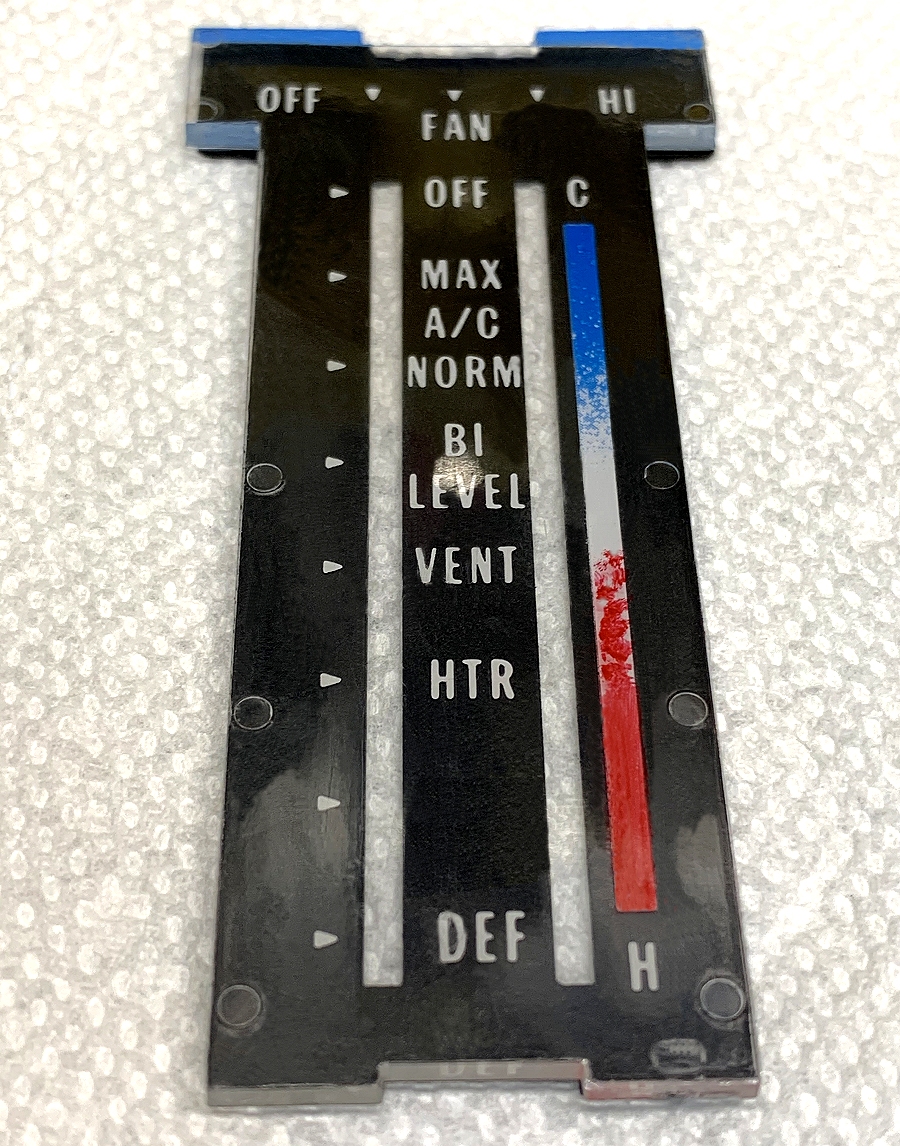 OFF HI
FAN
OFF C
MAX
A/C
NORM
BI
LEVEL
VENT
HTR
DEF
H